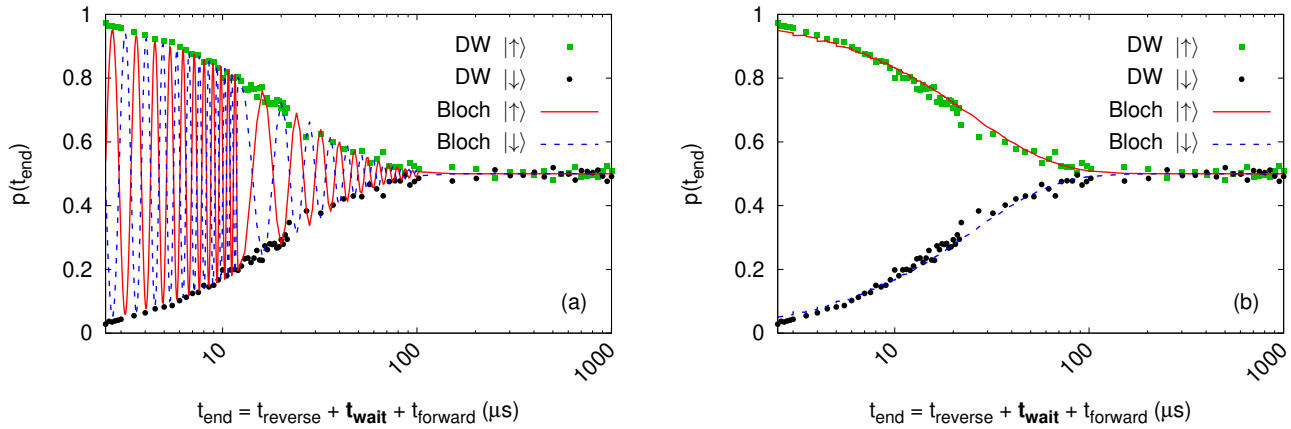 DW |↑⟩
DW |↓⟩
Bloch |↑⟩
Bloch |↓⟩
p(t_end)
1
0.8
0.6
0.4
0.2
0
(a)
10
100
1000
t_end = t_reverse + t_wait + t_forward (μs)
DW |↑⟩
DW |↓⟩
Bloch |↑⟩
Bloch |↓⟩
p(t_end)
1
0.8
0.6
0.4
0.2
0
(b)
10
100
1000
t_end = t_reverse + t_wait + t_forward (μs)